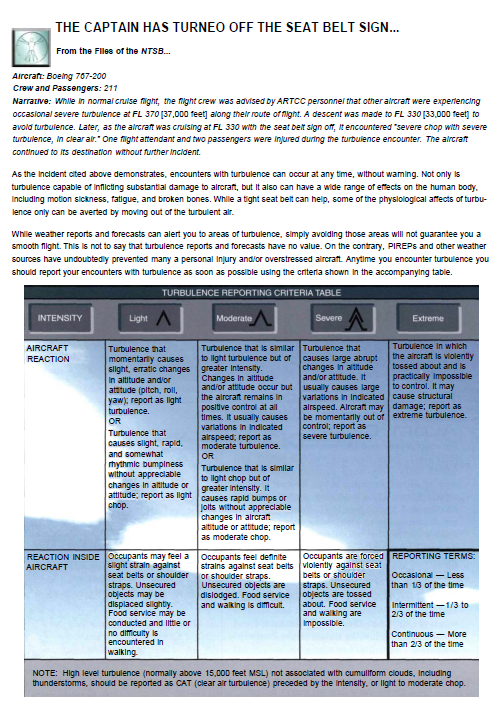 THE CAPTAIN HAS TURNEO OFF THE SEAT BELT SIGN...
From the Files of the NTSB...
Aircraft: Boeing 767-200
Crew and Passengers: 211
Narrative: While in normal cruise flight, the flight crew was advised by ARTCC personnel that other aircraft were experiencing
occasional severe turbulence at FL 370 [37,000 feet] along their route of flight. A descent was made to FL 330 [33,000 feet] to
avoid turbulence. Later, as the aircraft was cruising at FL 330 with the seat belt sign off, it encountered "severe chop with severe
turbulence, in clear air." One flight attendant and two passengers were injured during the turbulence encounter. The aircraft
continued to its destination without further incident.
As the incident cited above demonstrates, encounters with turbulence can occur at any time, without warning. Not only is
turbulence capable of inflicting substantial damage to aircraft, but it also can have a wide range of effects on the human body,
including motion sickness, fatigue, and broken bones. While a tight seat belt can help, some of the physiological affects of turbu-
lence only can be averted by moving out of the turbulent air.
While weather reports and forecasts can alert you to areas of turbulence, simply avoiding those areas will not guarantee you a
smooth flight. This is not to say that turbulence reports and forecasts have no value. On the contrary, PIREPs and other weather
sources have undoubtedly prevented many a personal injury and/or overstressed aircraft. Anytime you encounter turbulence you
should report your encounters with turbulence as soon as possible using the criteria shown in the accompanying table.
TURBULENCE REPORTING CRITERIA TABLE
INTENSITY
Light
Moderate
Severe
Extreme
AIRCRAFT
REACTION
Turbulence that
momentarily causes
slight, erratic changes
in altitude and/or
attitude (pitch, roll,
yaw); report as light
turbulence.
OR
Turbulence that
causes slight, rapid,
and somewhat
rhythmic bumpiness
without appreciable
changes in altitude or
attitude; report as light
chop.
Turbulence that is similar
to light turbulence but of
greater intensity.
Changes in altitude
and/or attitude occur but
the aircraft remains in
positive control at all
times. It usually causes
variations in indicated
airspeed; report as
moderate turbulence.
OR
Turbulence that is similar
to light chop but of
greater intensity. It
causes rapid bumps or
jolts without appreciable
changes in aircraft
altitude or attitude; report
as moderate chop.
Turbulence that
causes large abrupt
changes in altitude
and/or attitude. It
usually causes large
variations in indicated
airspeed. Aircraft may
be momentarily out of
control; report as
severe turbulence.
Turbulence in which
the aircraft is violently
tossed about and is
practically impossible
to control. It may
cause structural
damage; report as
extreme turbulence.
REACTION INSIDE
AIRCRAFT
Occupants may feel a
slight strain against
seat belts or shoulder
straps. Unsecured
objects may be
displaced slightly.
Food service may be
conducted and little or
no difficulty is
encountered in
walking.
Occupants feel definite
strains against seat belts
or shoulder straps.
Unsecured objects are
dislodged. Food service
and walking is difficult.
Occupants are forced
violently against seat
belts or shoulder
straps. Unsecured
objects are tossed
about. Food service
and walking are
impossible.
REPORTING TERMS:
Occasional — Less
than 1/3 of the time
Intermittent — 1/3 to
2/3 of the time
Continuous — More
than 2/3 of the time
NOTE: High level turbulence (normally above 15,000 feet MSL) not associated with cumuliform clouds, including
thunderstorms, should be reported as CAT (clear air turbulence) preceded by the intensity, or light to moderate chop.